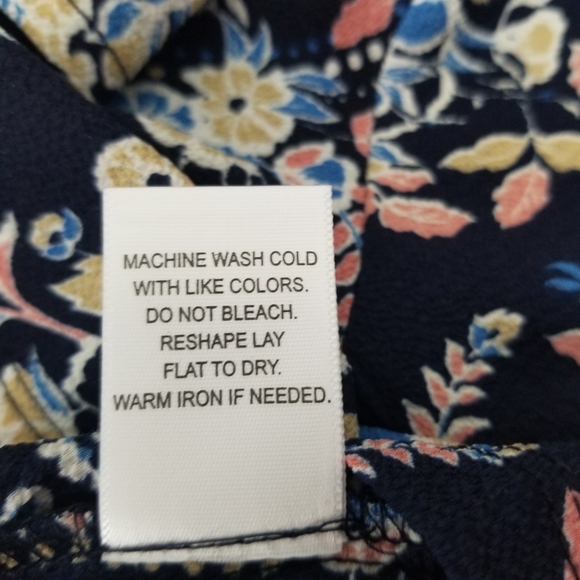 MACHINE WASH COLD
WITH LIKE COLORS.
DO NOT BLEACH.
RESHAPE LAY
FLAT TO DRY.
WARM IRON IF NEEDED.